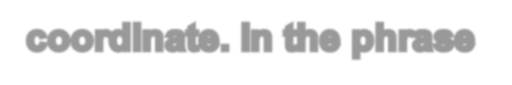 coordinate. In the phrase